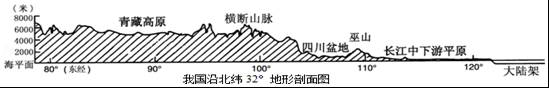 (米)
8000
6000
4000
2000
海平面
青藏高原
横断山脉
四川盆地
巫山
长江中下游平原
大陆架
80° (东经)
90°
100°
110°
120°
我国沿北纬 32° 地形剖面图